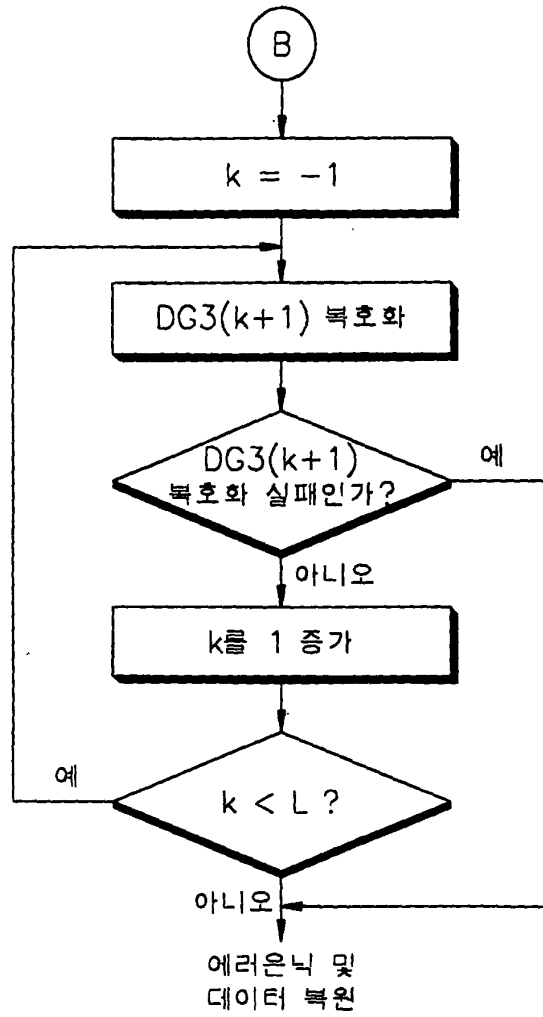 B
k = -1
DG3(k+1) 복호화
DG3(k+1)
복호화 실패인가?
예
아니오
k를 1 증가
예
k < L ?
아니오
에러은닉 및
데이터 복원